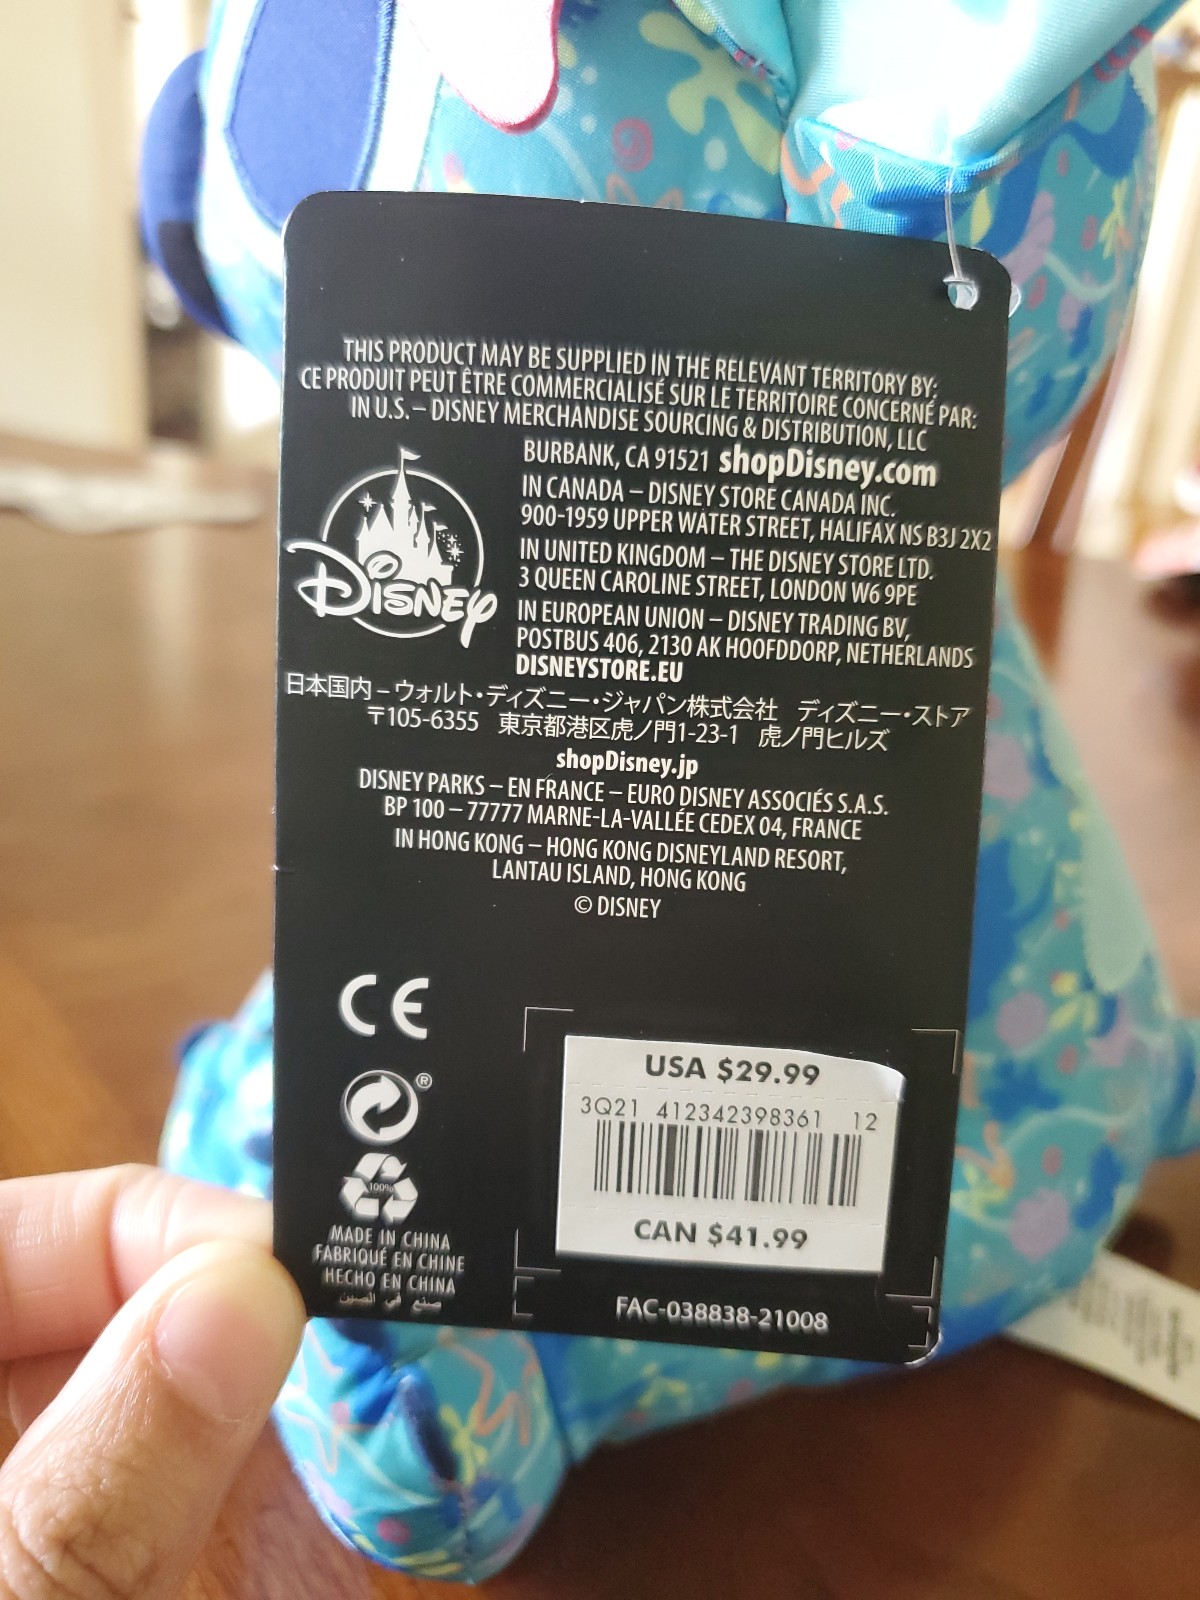 THIS PRODUCT MAY BE SUPPLIED IN THE RELEVANT TERRITORY BY:
CE PRODUIT PEUT ÊTRE COMMERCIALISÉ SUR LE TERRITOIRE CONCERNÉ PAR:
IN U.S. – DISNEY MERCHANDISE SOURCING & DISTRIBUTION, LLC
BURBANK, CA 91521 shopDisney.com
IN CANADA – DISNEY STORE CANADA INC.
900-1959 UPPER WATER STREET, HALIFAX NS B3J 2X2
IN UNITED KINGDOM – THE DISNEY STORE LTD.
3 QUEEN CAROLINE STREET, LONDON W6 9PE
IN EUROPEAN UNION – DISNEY TRADING BV,
POSTBUS 406, 2130 AK HOOFDDORP, NETHERLANDS
DISNEYSTORE.EU
DISNEY
日本国内 – ウォルト・ディズニー・ジャパン株式会社 ディズニー・ストア
〒105-6355 東京都港区虎ノ門1-23-1 虎ノ門ヒルズ
shopDisney.jp
DISNEY PARKS – EN FRANCE – EURO DISNEY ASSOCIÉS S.A.S.
BP 100 – 77777 MARNE-LA-VALLÉE CEDEX 04, FRANCE
IN HONG KONG – HONG KONG DISNEYLAND RESORT,
LANTAU ISLAND, HONG KONG
© DISNEY
CE
®
100%
MADE IN CHINA
FABRIQUÉ EN CHINE
HECHO EN CHINA
صنع في الصين
USA $29.99
3Q21 412342398361 12
CAN $41.99
FAC-038838-21008